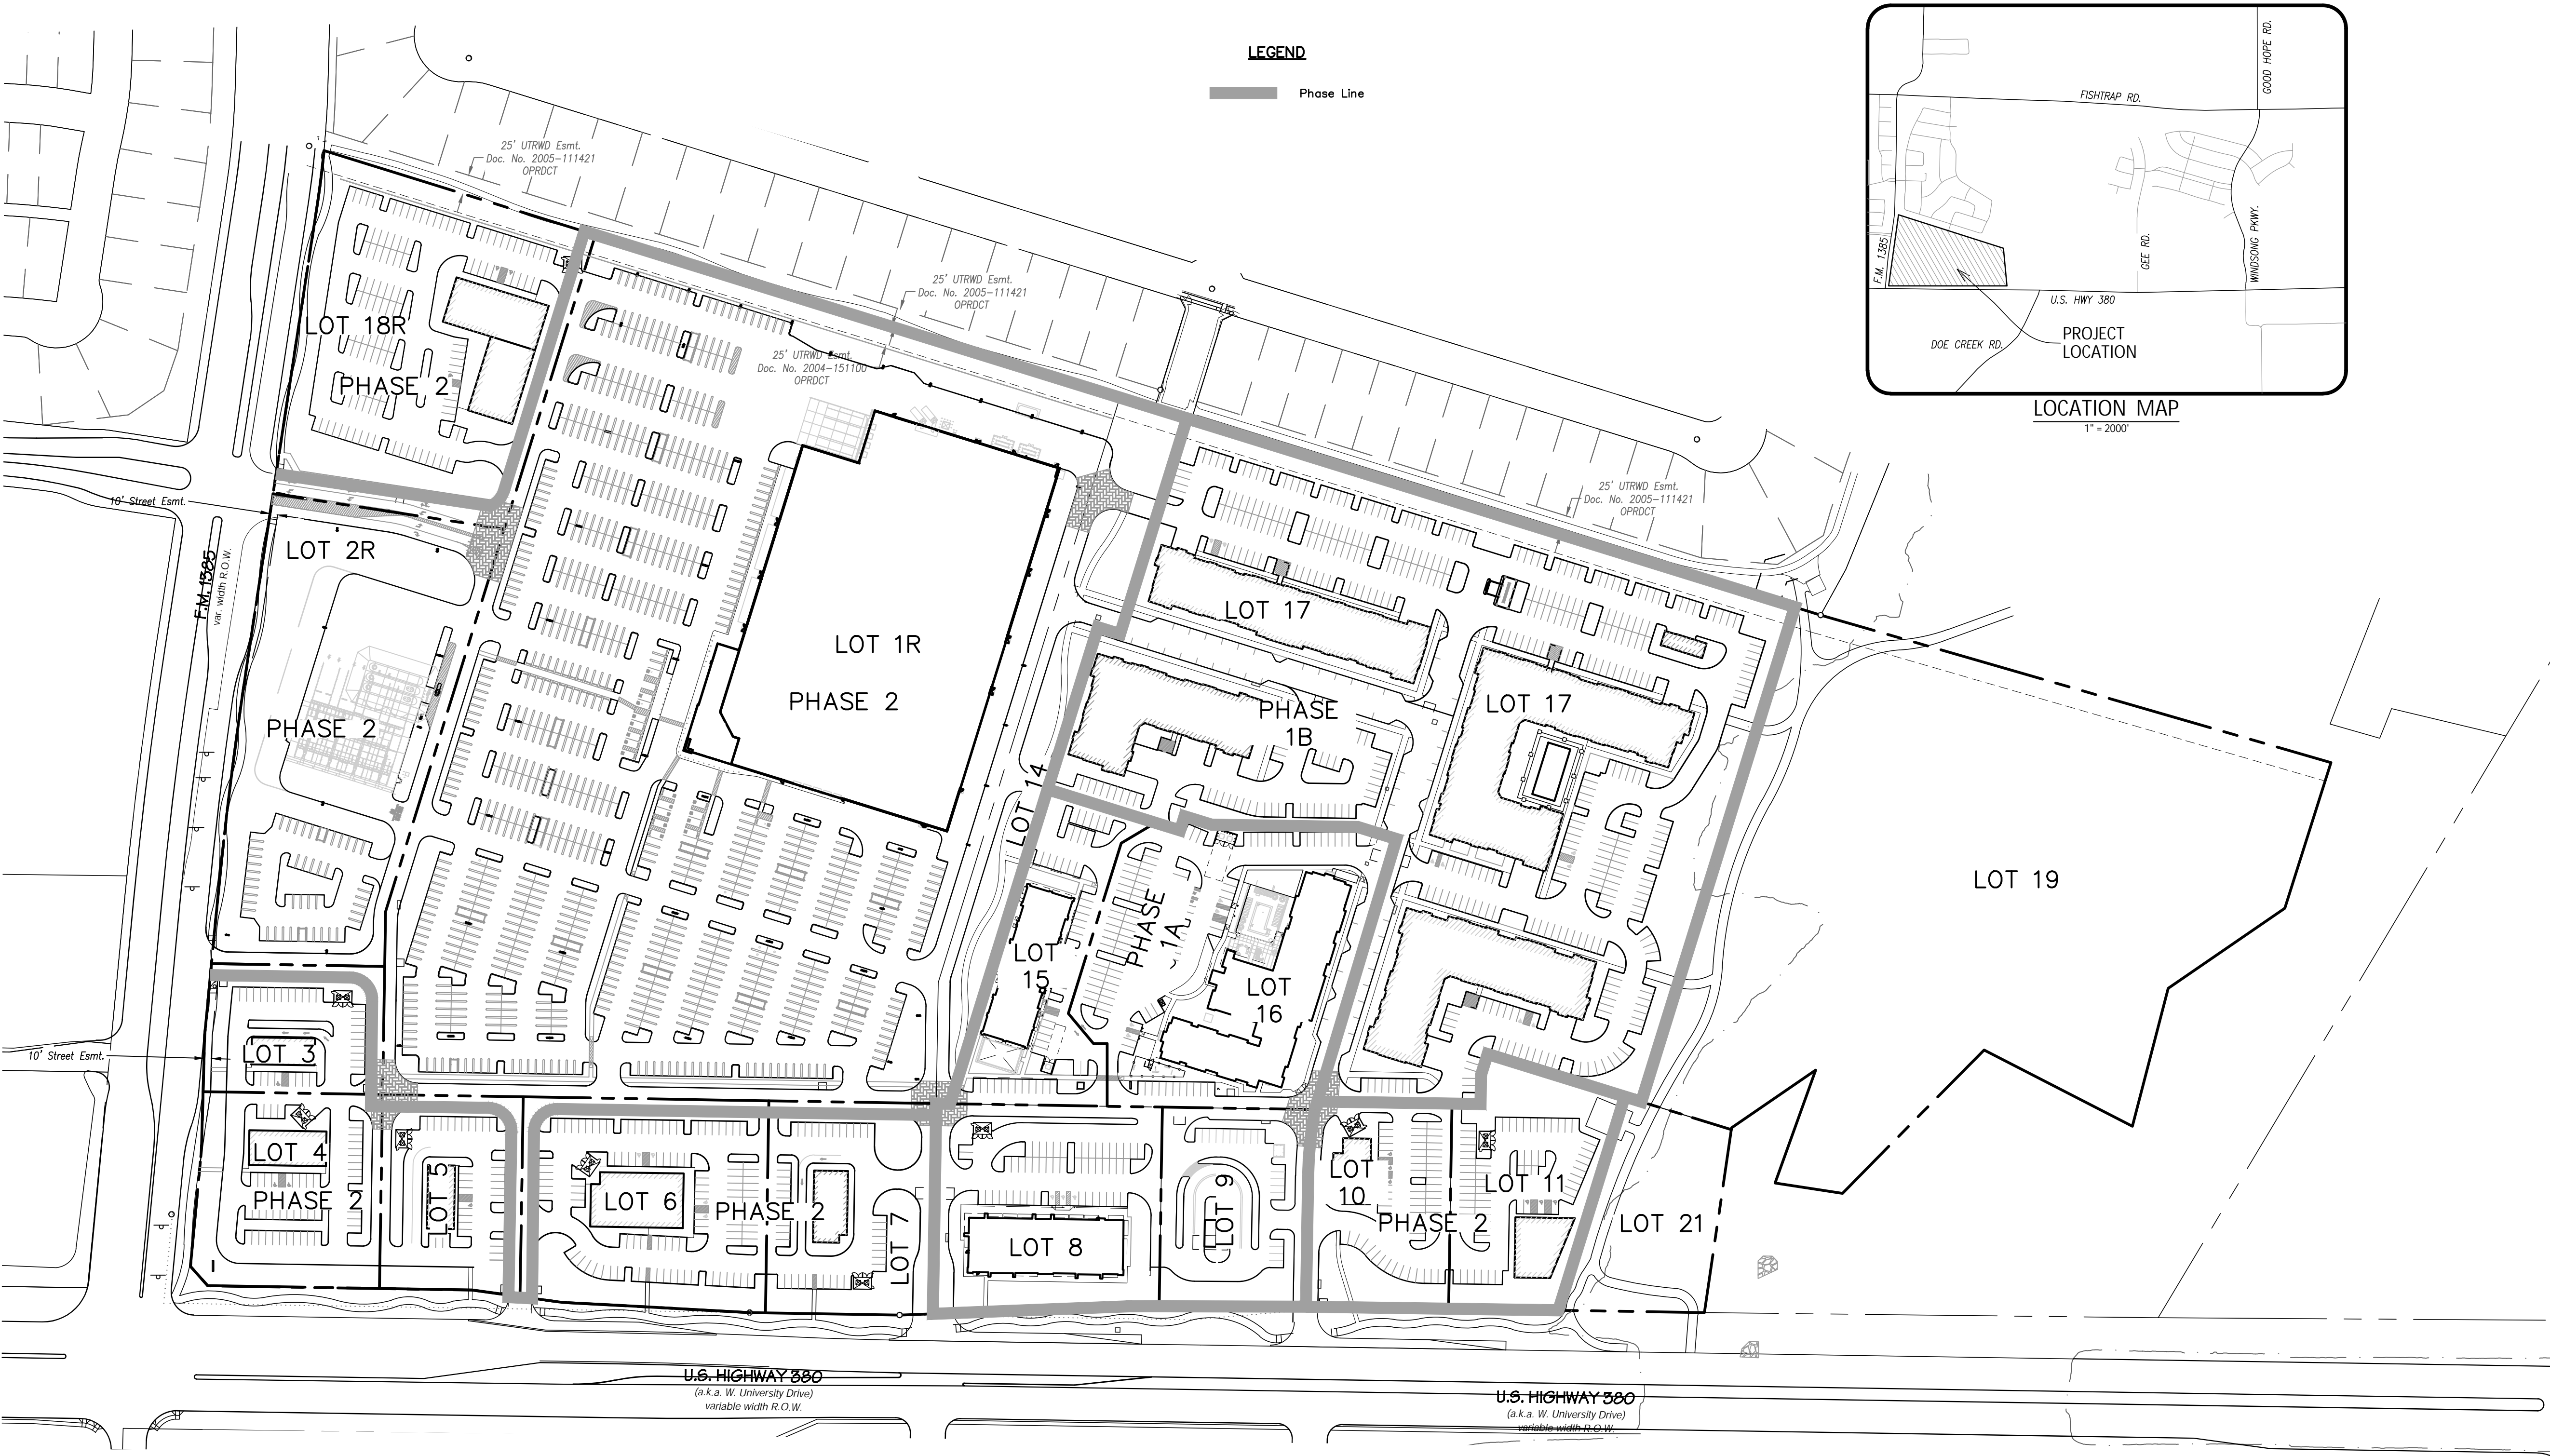 LEGEND
Phase Line
GOOD HOPE RD.
FISHTRAP RD.
F.M. 1385
GEE RD.
WINDSONG PKWY.
U.S. HWY 380
DOE CREEK RD.
PROJECT
LOCATION
LOCATION MAP
1" = 2000'
25' UTRWD Esmt.
Doc. No. 2005-111421
OPRDCT
25' UTRWD Esmt.
Doc. No. 2005-111421
OPRDCT
25' UTRWD Esmt.
Doc. No. 2004-151100
OPRDCT
25' UTRWD Esmt.
Doc. No. 2005-111421
OPRDCT
LOT 18R
PHASE 2
10' Street Esmt.
LOT 2R
F.M. 1385
var. width R.O.W.
PHASE 2
LOT 1R
PHASE 2
LOT 17
LOT 17
PHASE
1B
LOT 14
LOT 19
PHASE
1A
LOT
15
LOT
16
10' Street Esmt.
LOT 3
LOT 4
PHASE 2
LOT 5
LOT 6
PHASE 2
LOT 7
LOT 8
LOT 9
LOT
10
LOT 11
PHASE 2
LOT 21
U.S. HIGHWAY 380
(a.k.a. W. University Drive)
variable width R.O.W.
U.S. HIGHWAY 380
(a.k.a. W. University Drive)
variable width R.O.W.